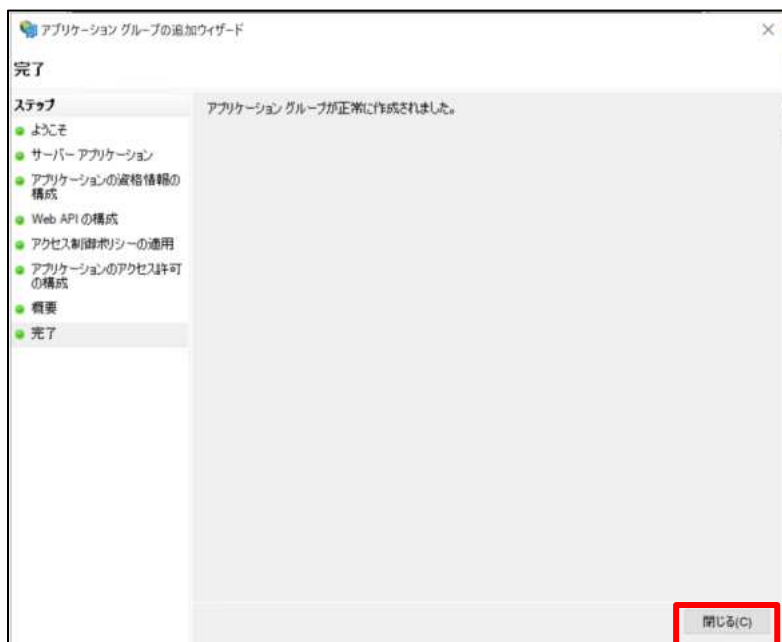 アプリケーション グループの追加ウィザード
完了
ステップ
アプリケーション グループが正常に作成されました。
ようこそ
サーバー アプリケーション
アプリケーションの資格情報の
構成
Web API の構成
アクセス制御ポリシーの適用
アプリケーションのアクセス許可
の構成
概要
完了
閉じる(C)